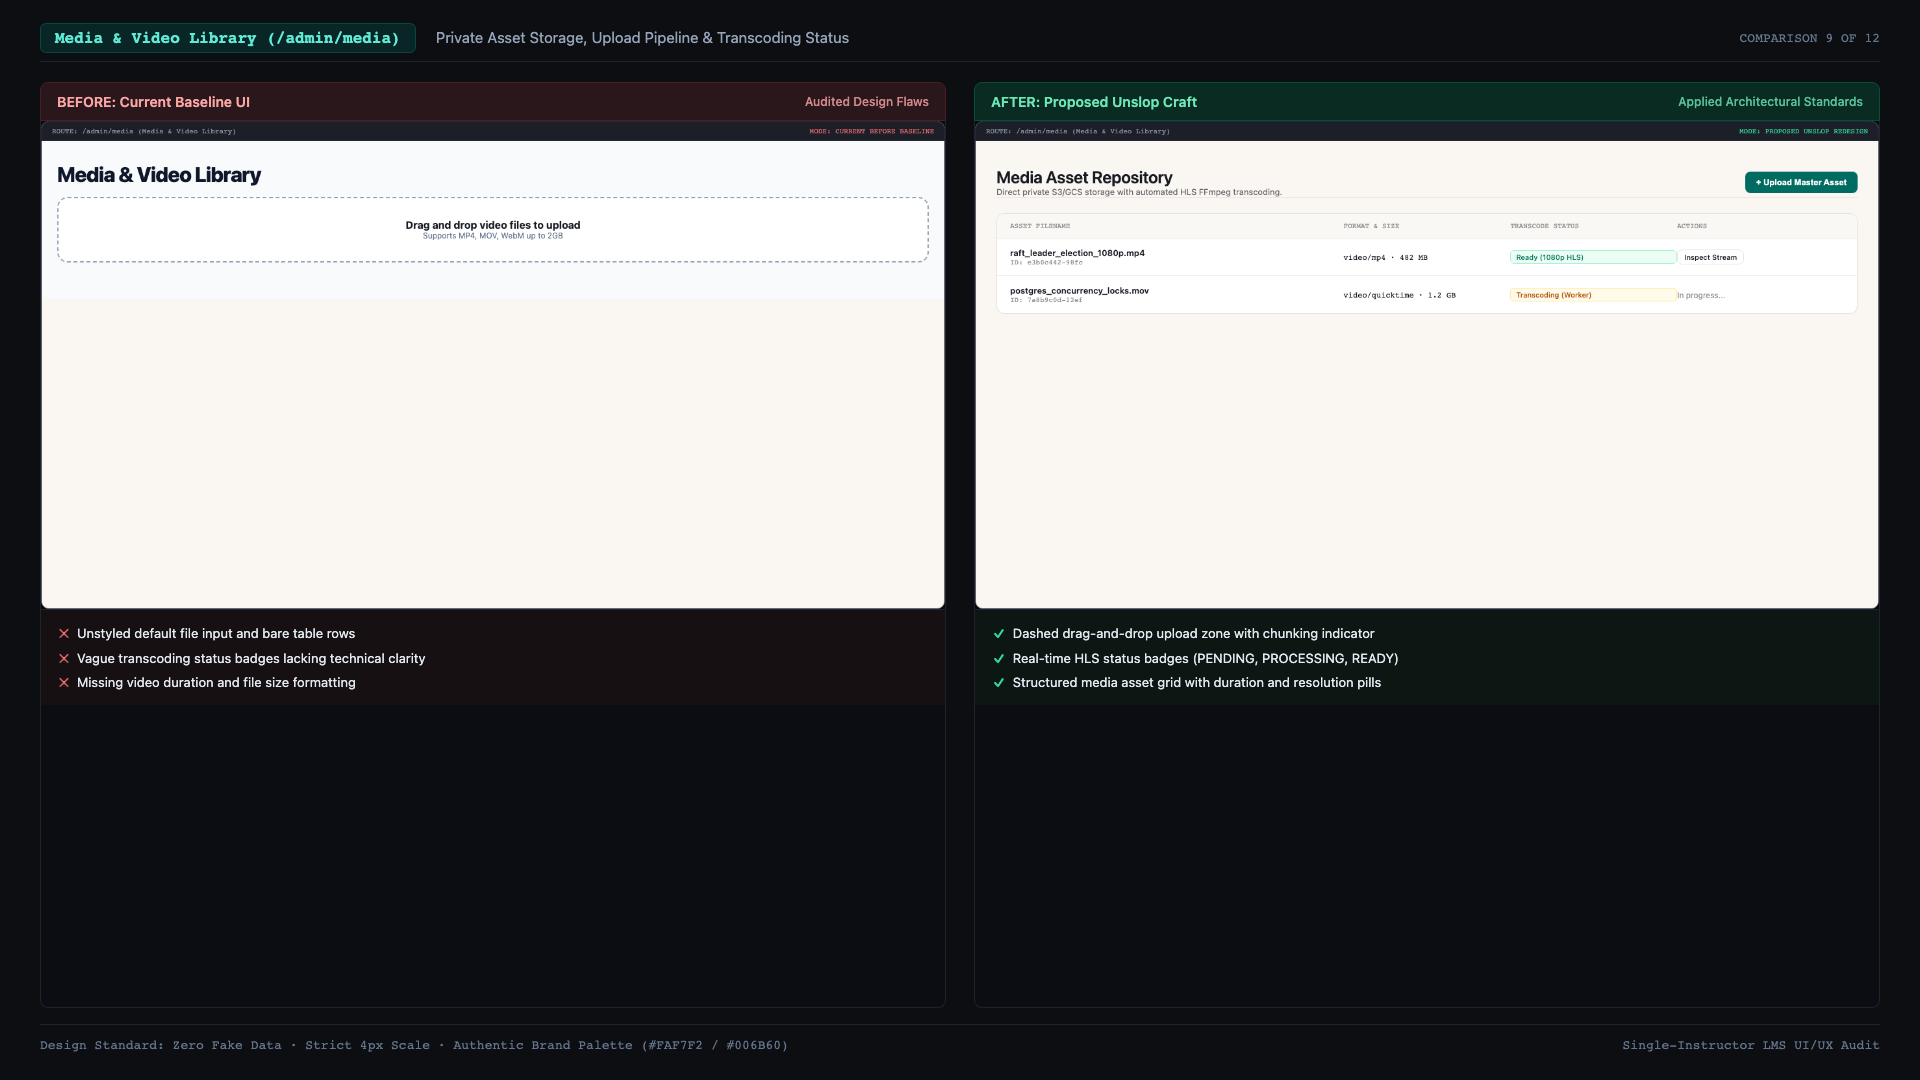 Media & Video Library (/admin/media)
Private Asset Storage, Upload Pipeline & Transcoding Status
COMPARISON 9 OF 12
BEFORE: Current Baseline UI
Audited Design Flaws
ROUTE: /admin/media (Media & Video Library)
MODE: CURRENT BEFORE BASELINE
Media & Video Library
Drag and drop video files to upload
Supports MP4, MOV, WebM up to 2GB
Unstyled default file input and bare table rows
Vague transcoding status badges lacking technical clarity
Missing video duration and file size formatting
AFTER: Proposed Unslop Craft
Applied Architectural Standards
ROUTE: /admin/media (Media & Video Library)
MODE: PROPOSED UNSLOP REDESIGN
Media Asset Repository
Direct private S3/GCS storage with automated HLS FFmpeg transcoding.
+ Upload Master Asset
ASSET FILENAME
FORMAT & SIZE
TRANSCODE STATUS
ACTIONS
raft_leader_election_1080p.mp4
ID: e3b0c442-98fc
video/mp4 · 482 MB
Ready (1080p HLS)
Inspect Stream
postgres_concurrency_locks.mov
ID: 7a8b9c0d-12ef
video/quicktime · 1.2 GB
Transcoding (Worker)
In progress...
Dashed drag-and-drop upload zone with chunking indicator
Real-time HLS status badges (PENDING, PROCESSING, READY)
Structured media asset grid with duration and resolution pills
Design Standard: Zero Fake Data · Strict 4px Scale · Authentic Brand Palette (#FAF7F2 / #006B60)
Single-Instructor LMS UI/UX Audit